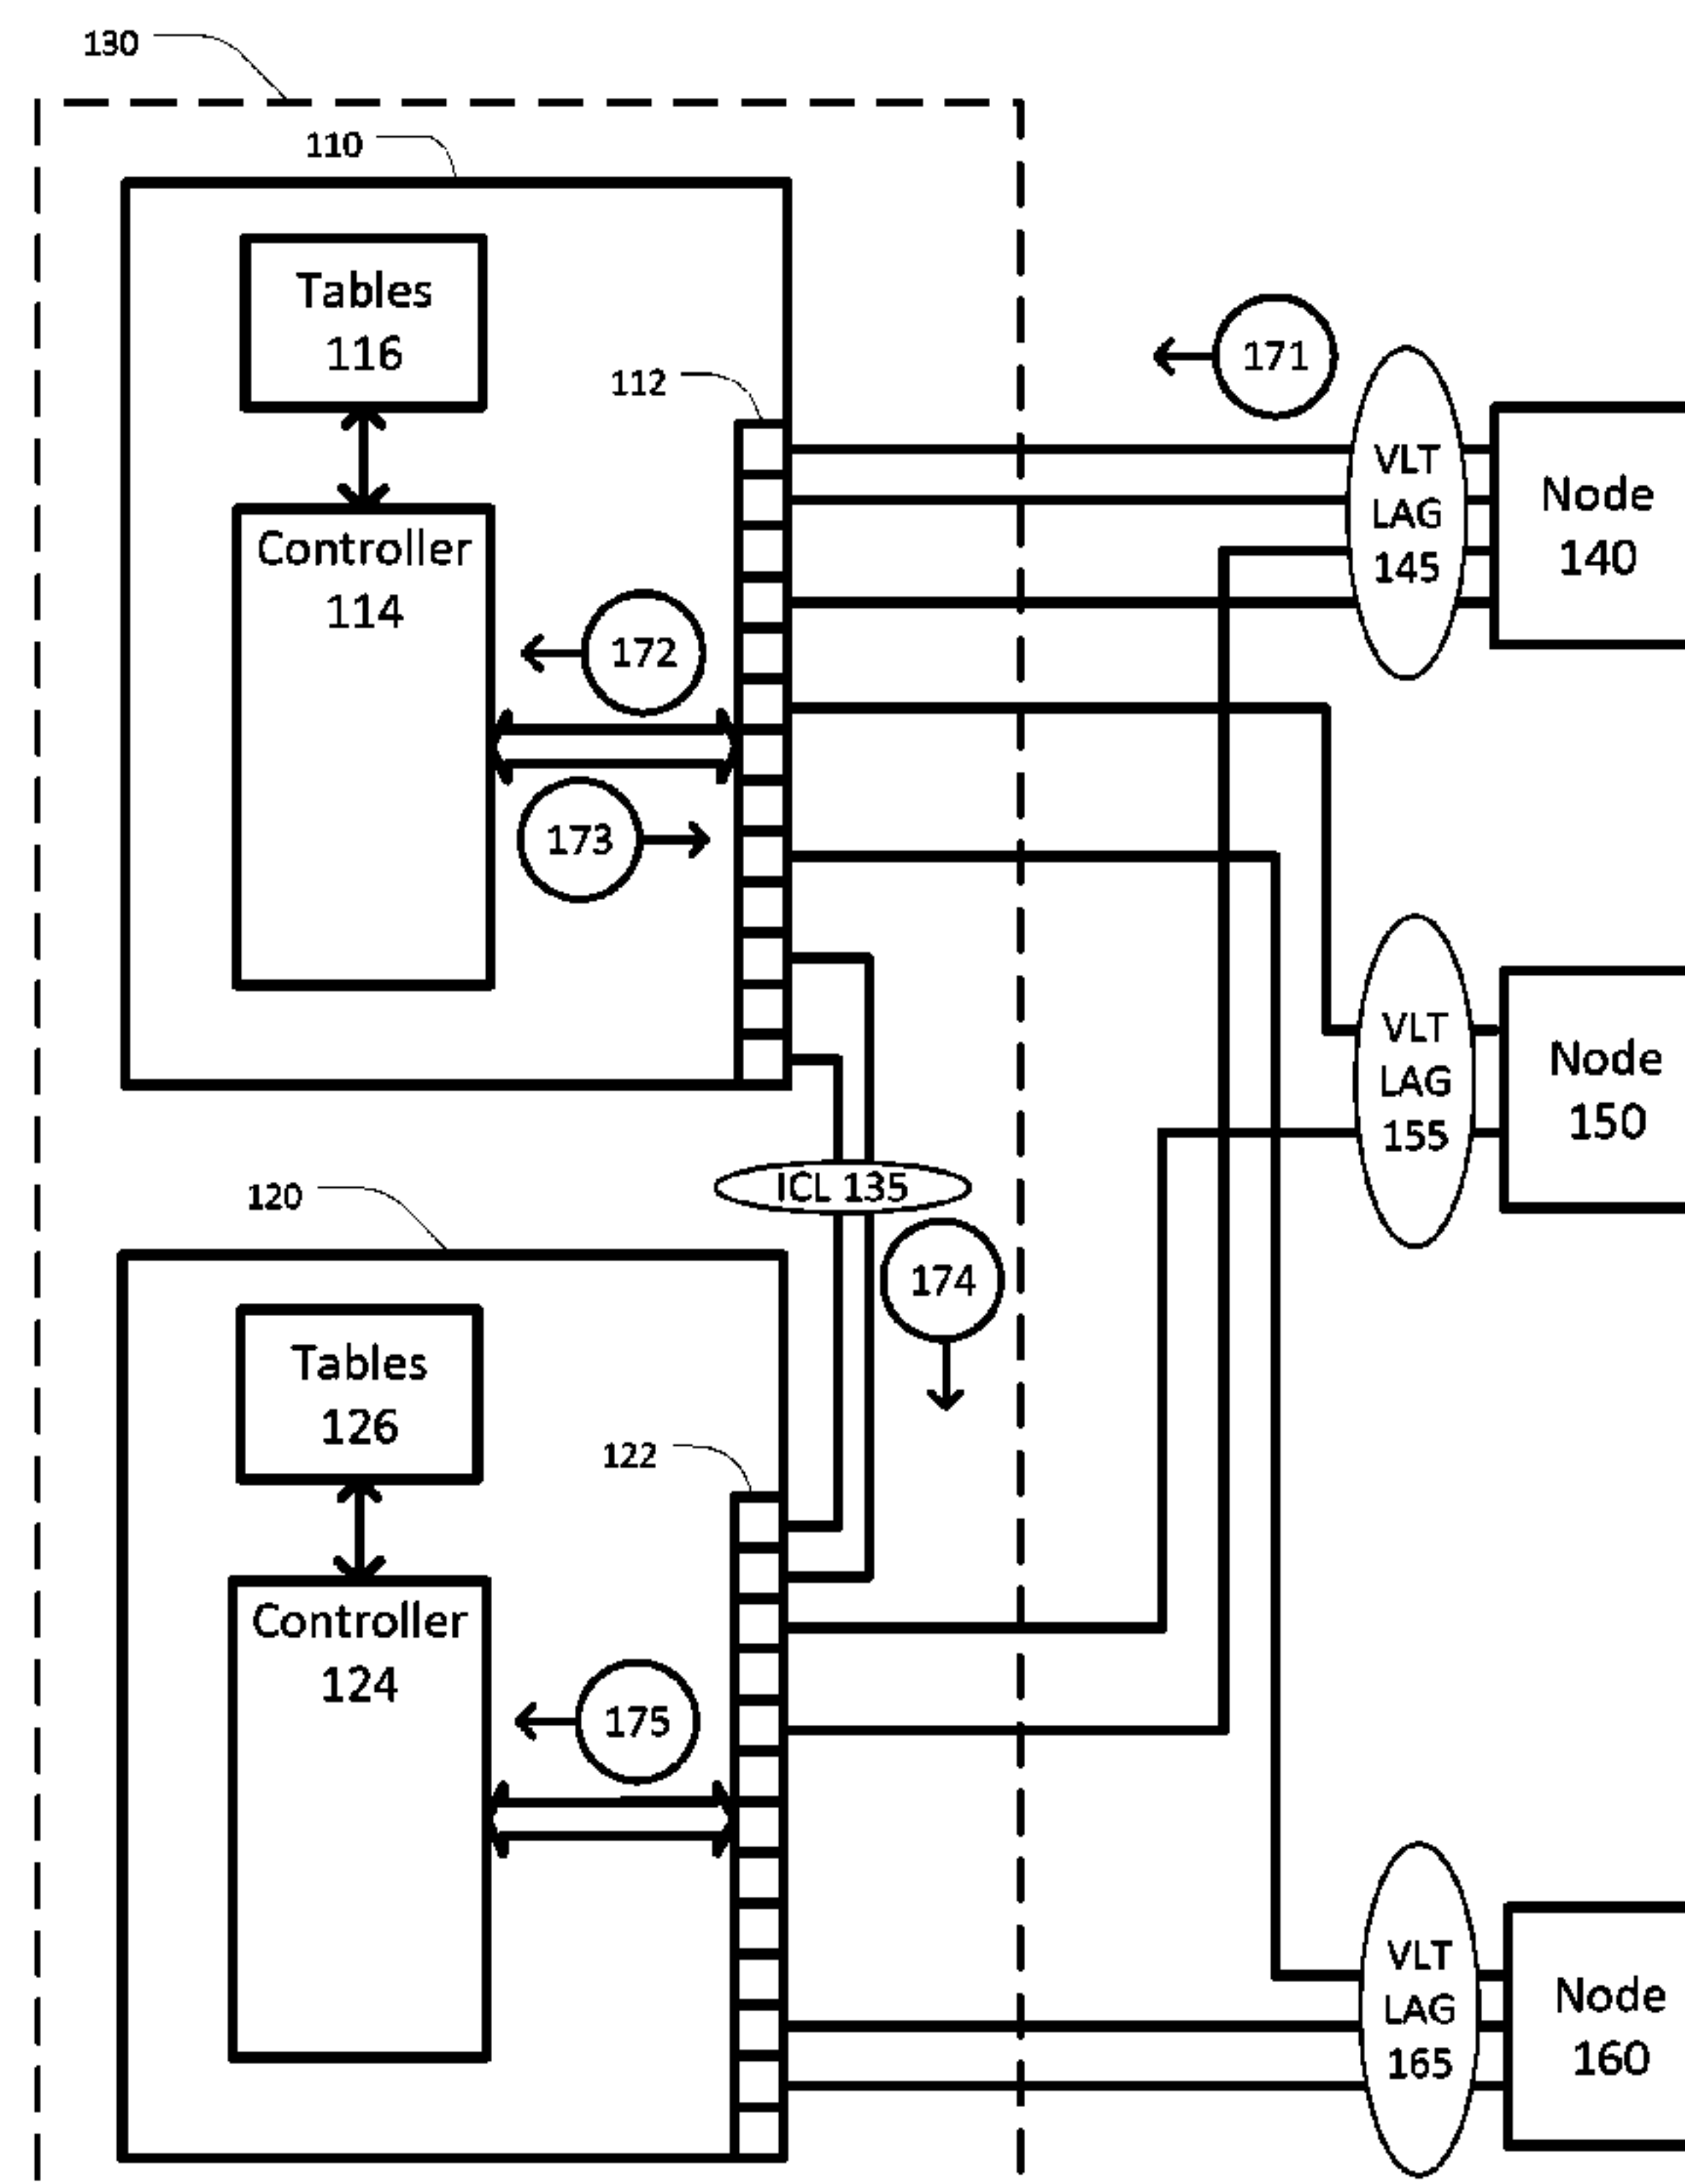 130
110
Tables
116
112
171
Controller
114
VLT
LAG
145
Node
140
172
173
VLT
LAG
155
Node
150
ICL 135
120
174
Tables
126
122
Controller
124
175
VLT
LAG
165
Node
160